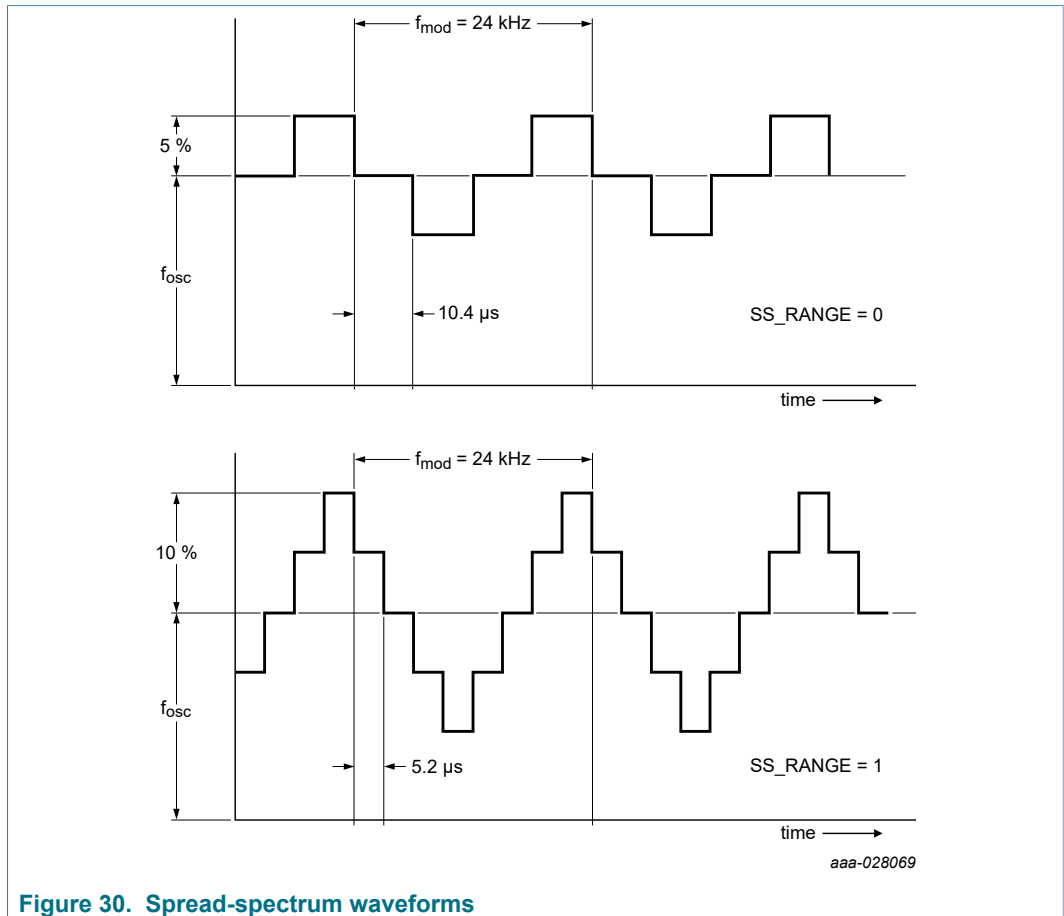 fmod = 24 kHz
5 %
fosc
10.4 µs
SS_RANGE = 0
time
fmod = 24 kHz
10 %
fosc
5.2 µs
SS_RANGE = 1
time
aaa-028069
Figure 30. Spread-spectrum waveforms